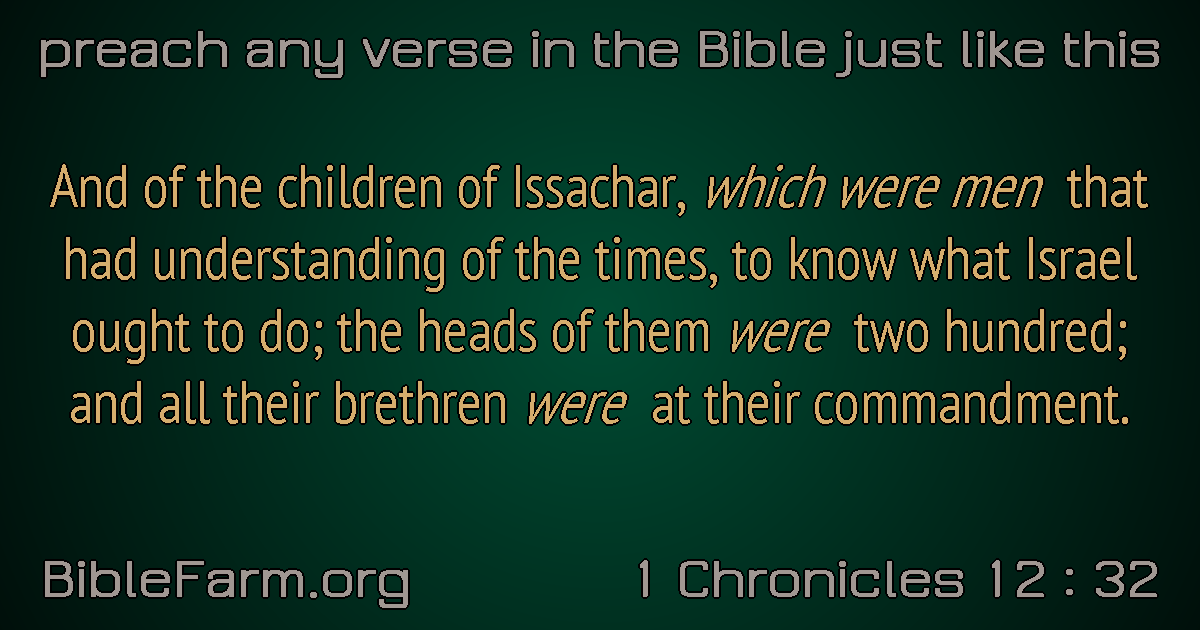 preach any verse in the Bible just like this
And of the children of Issachar, which were men that
had understanding of the times, to know what Israel
ought to do; the heads of them were two hundred;
and all their brethren were at their commandment.
BibleFarm.org
1 Chronicles 12 : 32